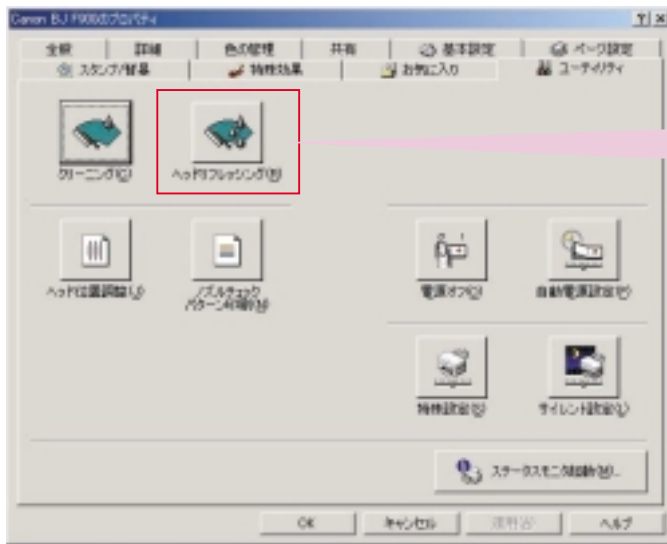 Canon BJ F900のプロパティ
全般 詳細 色の管理 共有 基本設定 ページ設定
スタンプ/背景 特殊効果 お気に入り ユーティリティ
クリーニング(C) ヘッドリフレッシング(R)
ヘッド位置調整(J) ノズルチェック
パターン印刷(N)
電源オフ(O) 自動電源設定(P)
特殊設定(S) サイレント設定(L)
ステータスモニタ起動(M)...
OK キャンセル 適用(A) ヘルプ